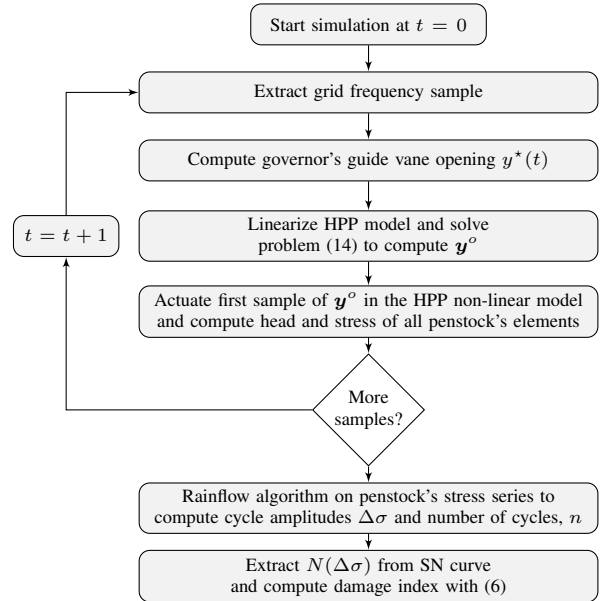 Start simulation at t = 0
Extract grid frequency sample
Compute governor's guide vane opening y⋆(t)
Linearize HPP model and solve
problem (14) to compute yᵒ
t = t + 1
Actuate first sample of yᵒ in the HPP non-linear model
and compute head and stress of all penstock's elements
More
samples?
Rainflow algorithm on penstock's stress series to
compute cycle amplitudes Δσ and number of cycles, n
Extract N(Δσ) from SN curve
and compute damage index with (6)